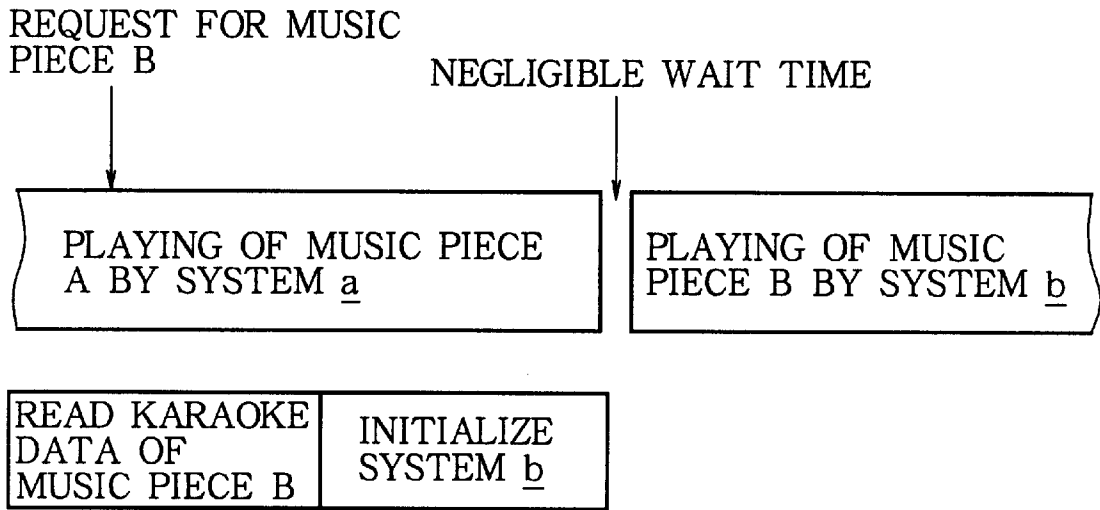 REQUEST FOR MUSIC
PIECE B
NEGLIGIBLE WAIT TIME
PLAYING OF MUSIC PIECE
A BY SYSTEM a
PLAYING OF MUSIC
PIECE B BY SYSTEM b
READ KARAOKE
DATA OF
MUSIC PIECE B
INITIALIZE
SYSTEM b